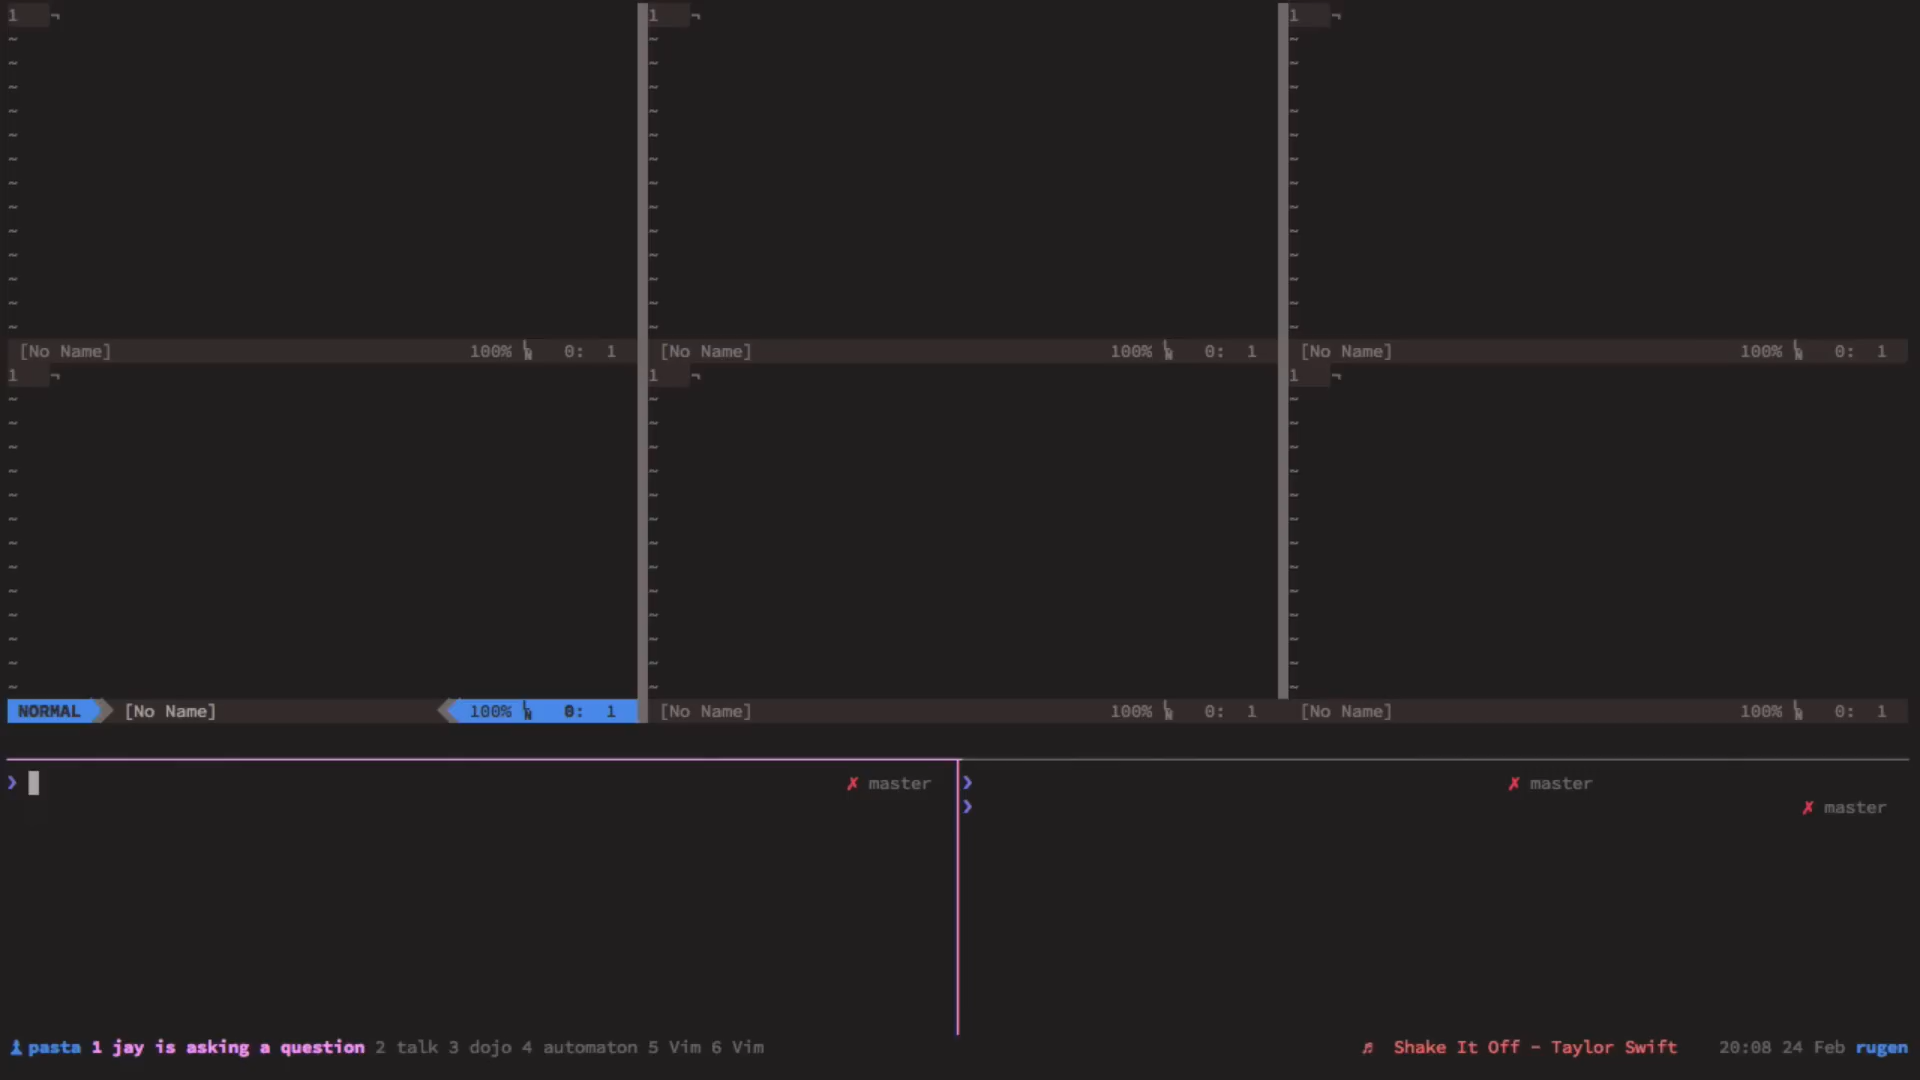 1 ¬ 1 ¬ 1 ¬
~ ~ ~
~ ~ ~
~ ~ ~
~ ~ ~
~ ~ ~
~ ~ ~
~ ~ ~
~ ~ ~
~ ~ ~
~ ~ ~
~ ~ ~
~ ~ ~
~ ~ ~
[No Name] 100% ␤ 0: 1 [No Name] 100% ␤ 0: 1 [No Name] 100% ␤ 0: 1
1 ¬ 1 ¬ 1 ¬
~ ~ ~
~ ~ ~
~ ~ ~
~ ~ ~
~ ~ ~
~ ~ ~
~ ~ ~
~ ~ ~
~ ~ ~
~ ~ ~
~ ~ ~
~ ~ ~
~ ~ ~
NORMAL [No Name] 100% ␤ 0: 1 [No Name] 100% ␤ 0: 1 [No Name] 100% ␤ 0: 1
❯ ✗ master
❯ ✗ master
❯ ✗ master
pasta 1 jay is asking a question 2 talk 3 dojo 4 automaton 5 Vim 6 Vim ♬ Shake It Off - Taylor Swift 20:08 24 Feb rugen